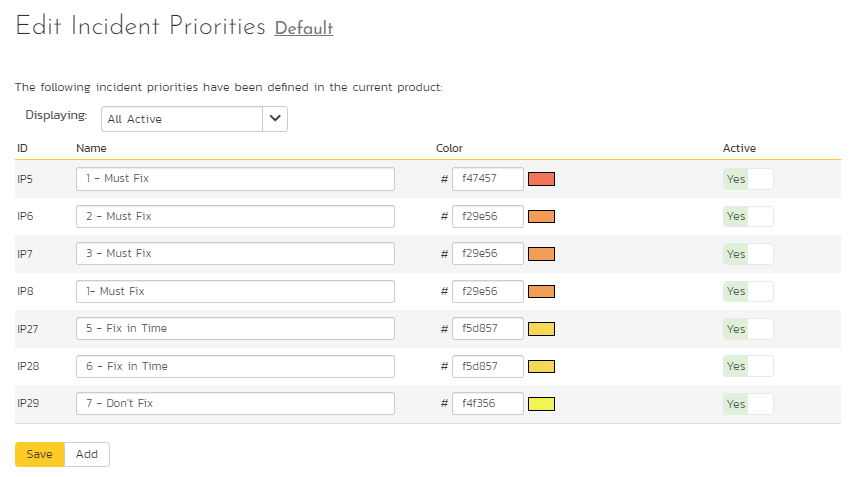 Edit Incident Priorities Default
The following incident priorities have been defined in the current product:
Displaying: All Active
ID Name Color Active
IP5 1 - Must Fix # f47457 Yes
IP6 2 - Must Fix # f29e56 Yes
IP7 3 - Must Fix # f29e56 Yes
IP8 1- Must Fix # f29e56 Yes
IP27 5 - Fix in Time # f5d857 Yes
IP28 6 - Fix in Time # f5d857 Yes
IP29 7 - Don't Fix # f4f356 Yes
Save Add